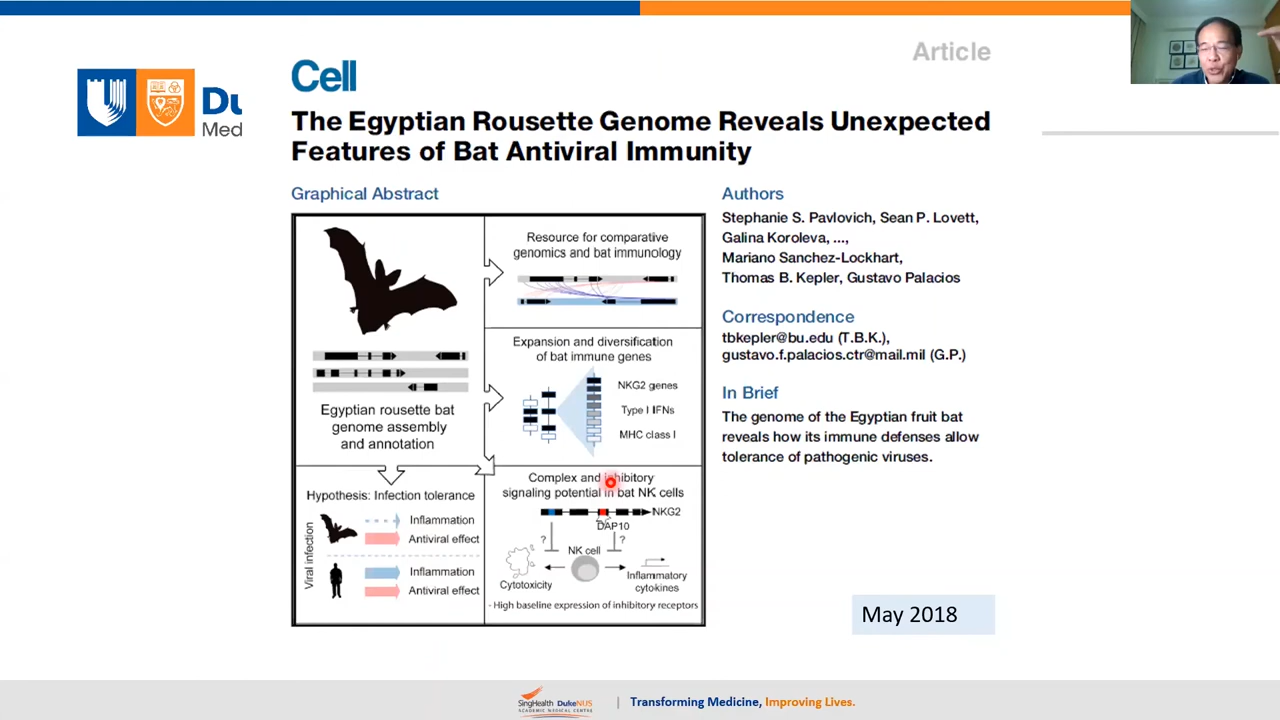 Article
Cell
Du
Med
The Egyptian Rousette Genome Reveals Unexpected
Features of Bat Antiviral Immunity
Graphical Abstract
Egyptian rousette bat
genome assembly
and annotation
Resource for comparative
genomics and bat immunology
Expansion and diversification
of bat immune genes
NKG2 genes
Type I IFNs
MHC class I
Hypothesis: Infection tolerance
Viral infection
Inflammation
Antiviral effect
Inflammation
Antiviral effect
Complex and inhibitory
signaling potential in bat NK cells
NKG2
DAP10
?
?
NK cell
Cytotoxicity
Inflammatory
cytokines
· High baseline expression of inhibitory receptors
Authors
Stephanie S. Pavlovich, Sean P. Lovett,
Galina Koroleva, ...,
Mariano Sanchez-Lockhart,
Thomas B. Kepler, Gustavo Palacios
Correspondence
tbkepler@bu.edu (T.B.K.),
gustavo.f.palacios.ctr@mail.mil (G.P.)
In Brief
The genome of the Egyptian fruit bat
reveals how its immune defenses allow
tolerance of pathogenic viruses.
May 2018
SingHealth DukeNUS
ACADEMIC MEDICAL CENTRE
Transforming Medicine, Improving Lives.